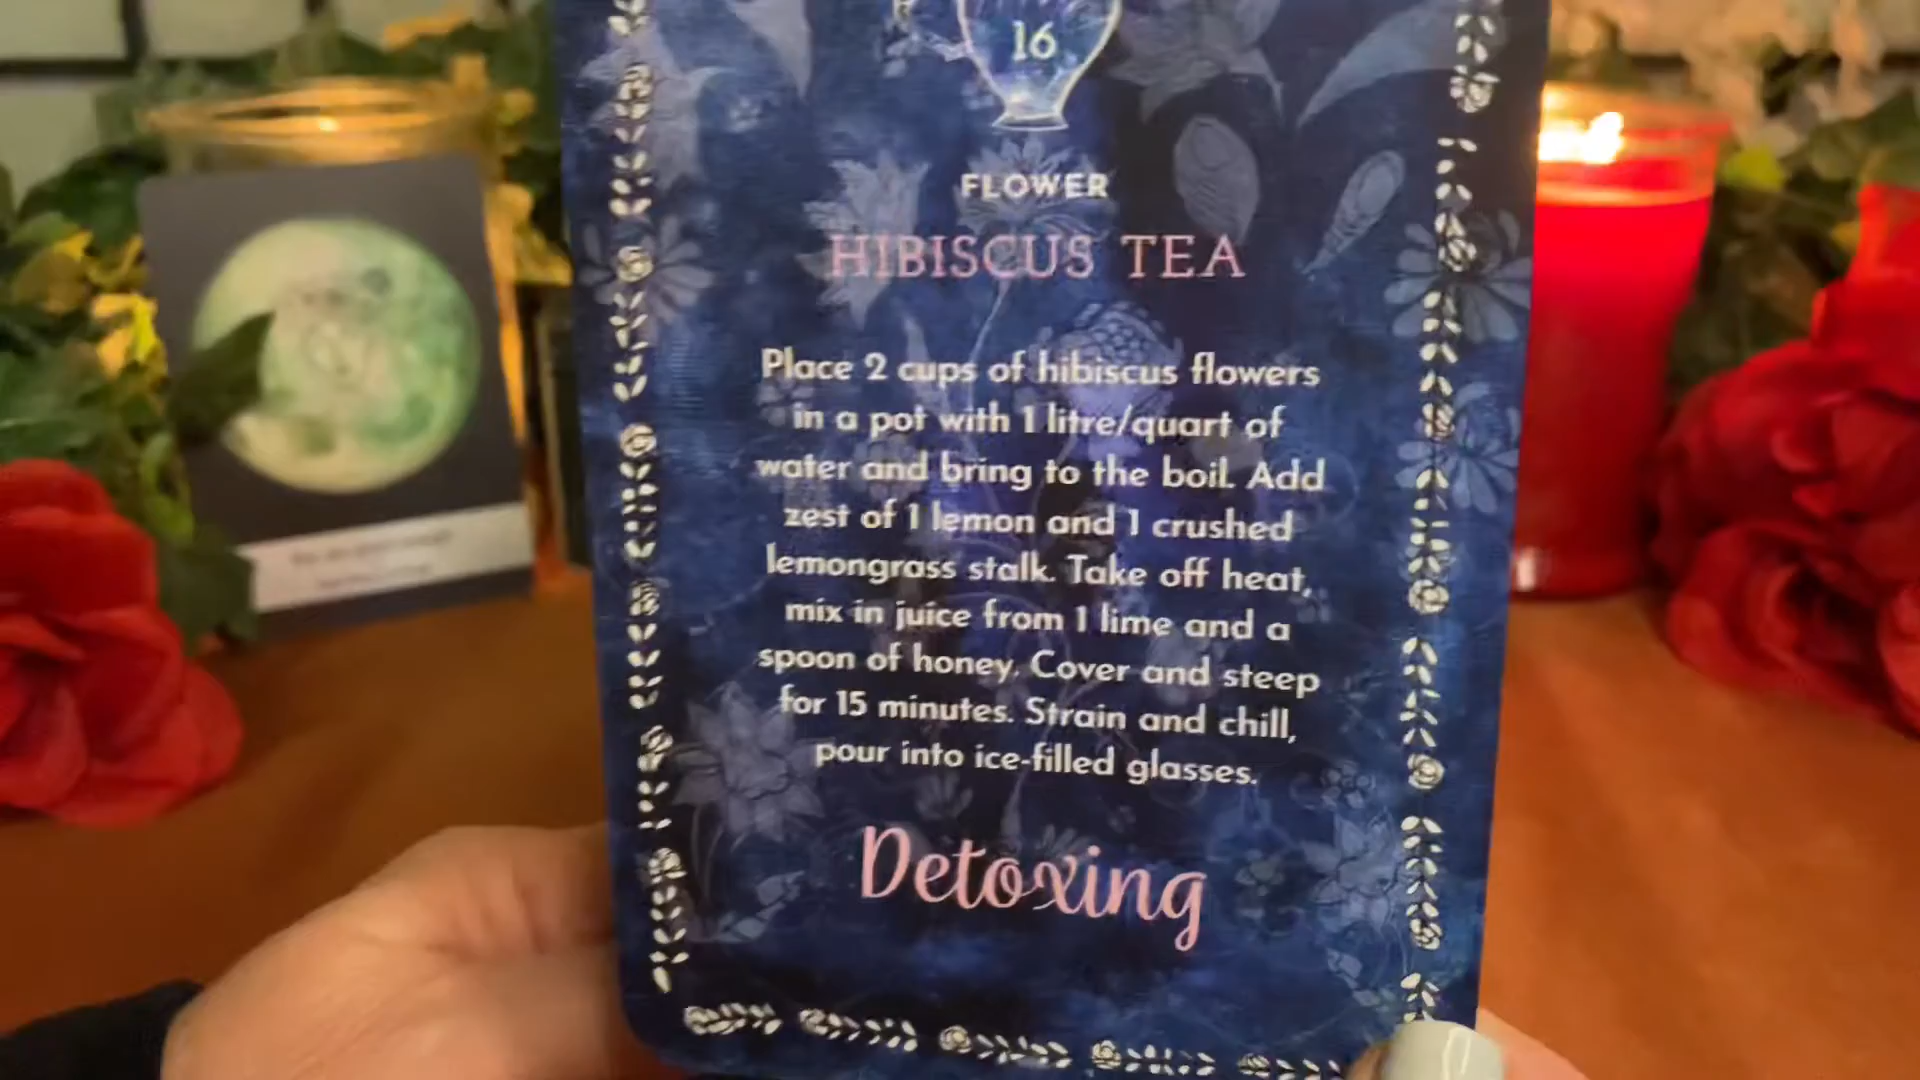 16
FLOWER
HIBISCUS TEA
Place 2 cups of hibiscus flowers
in a pot with 1 litre/quart of
water and bring to the boil. Add
zest of 1 lemon and 1 crushed
lemongrass stalk. Take off heat,
mix in juice from 1 lime and a
spoon of honey. Cover and steep
for 15 minutes. Strain and chill,
pour into ice-filled glasses.
Detoxing